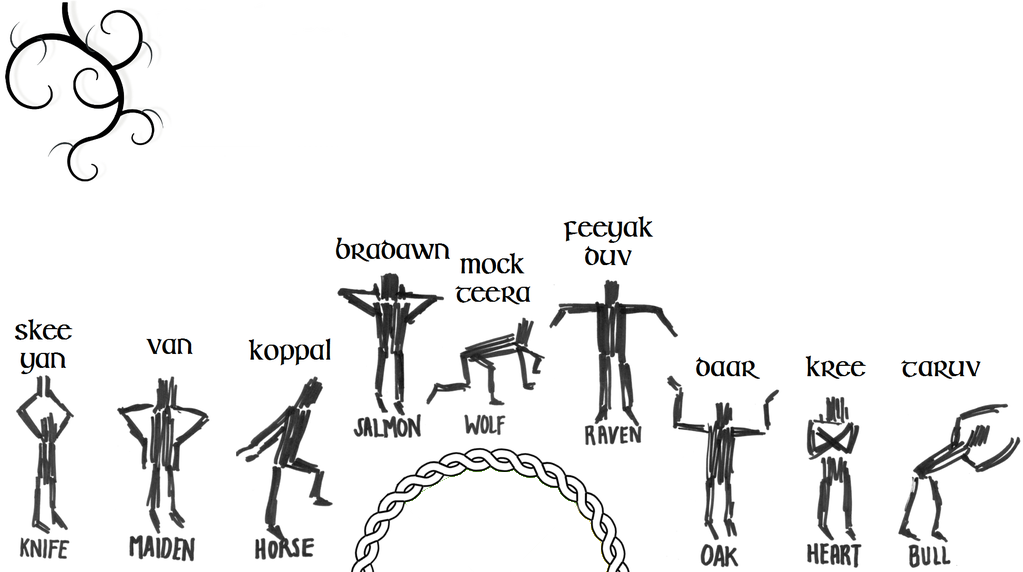 skee
yan
KNIFE
van
MAIDEN
koppal
HORSE
bradawn
SALMON
mock
teera
WOLF
feeyak
duv
RAVEN
daar
OAK
kree
HEART
taruv
BULL